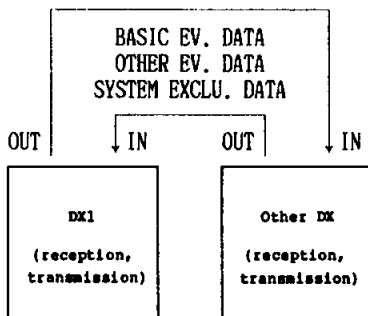 BASIC EV. DATA
OTHER EV. DATA
SYSTEM EXCLU. DATA
OUT IN OUT IN
DX1 Other DX
(reception, (reception,
transmission) transmission)